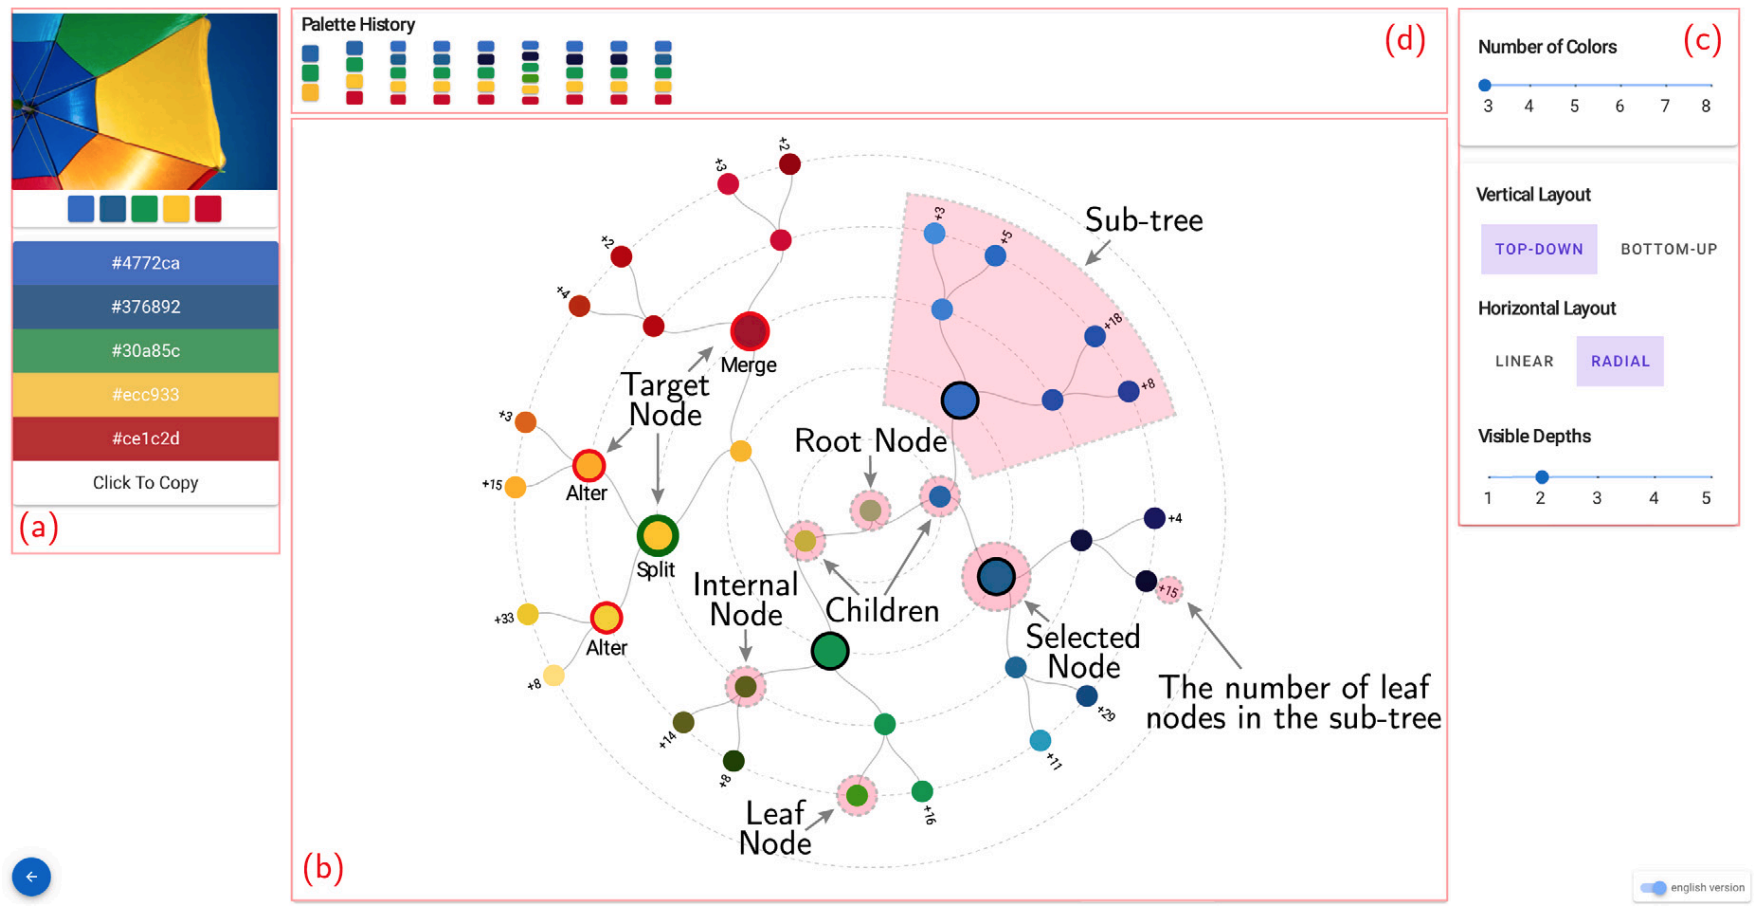 #4772ca
#376892
#30a85c
#ecc933
#ce1c2d
Click To Copy
(a)
Palette History
(d)
+2
+3
+2
+4
+3
+5
Sub-tree
+18
+8
Merge
Target
Node
+3
+15
Alter
Root Node
Split
+4
+15
Internal
Node
Children
Selected
Node
+33
Alter
+8
The number of leaf
nodes in the sub-tree
+29
+14
+11
+8
+16
Leaf
Node
(b)
Number of Colors
(c)
3 4 5 6 7 8
Vertical Layout
TOP-DOWN BOTTOM-UP
Horizontal Layout
LINEAR RADIAL
Visible Depths
1 2 3 4 5
english version